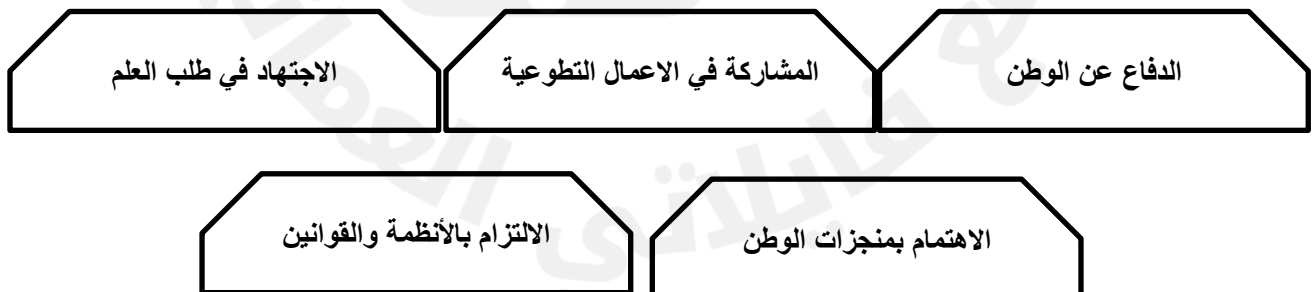 الدفاع عن الوطن
المشاركة في الاعمال التطوعية
الاجتهاد في طلب العلم
الاهتمام بمنجزات الوطن
الالتزام بالأنظمة والقوانين